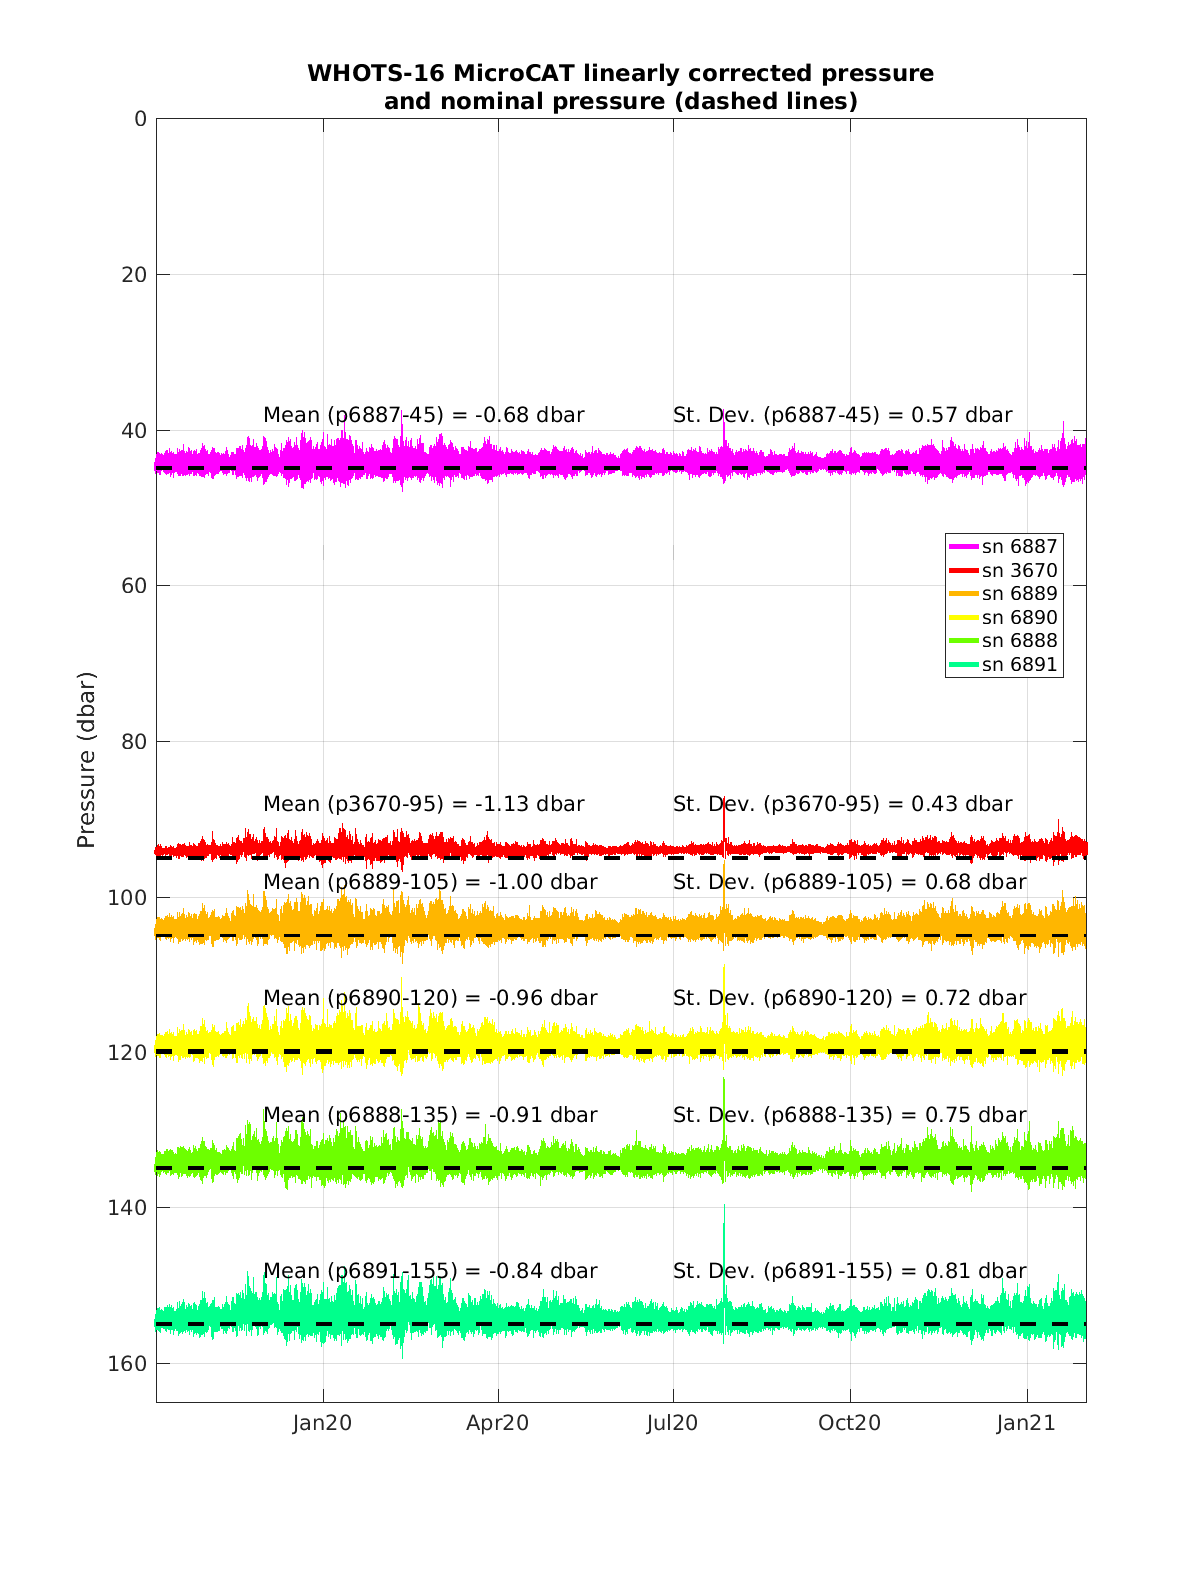 WHOTS-16 MicroCAT linearly corrected pressure
and nominal pressure (dashed lines)
0
20
Mean (p6887-45) = -0.68 dbar St. Dev. (p6887-45) = 0.57 dbar
40
sn 6887
sn 3670
60
sn 6889
sn 6890
sn 6888
sn 6891
Pressure (dbar)
80
Mean (p3670-95) = -1.13 dbar St. Dev. (p3670-95) = 0.43 dbar
Mean (p6889-105) = -1.00 dbar St. Dev. (p6889-105) = 0.68 dbar
100
Mean (p6890-120) = -0.96 dbar St. Dev. (p6890-120) = 0.72 dbar
120
Mean (p6888-135) = -0.91 dbar St. Dev. (p6888-135) = 0.75 dbar
140
Mean (p6891-155) = -0.84 dbar St. Dev. (p6891-155) = 0.81 dbar
160
Jan20 Apr20 Jul20 Oct20 Jan21